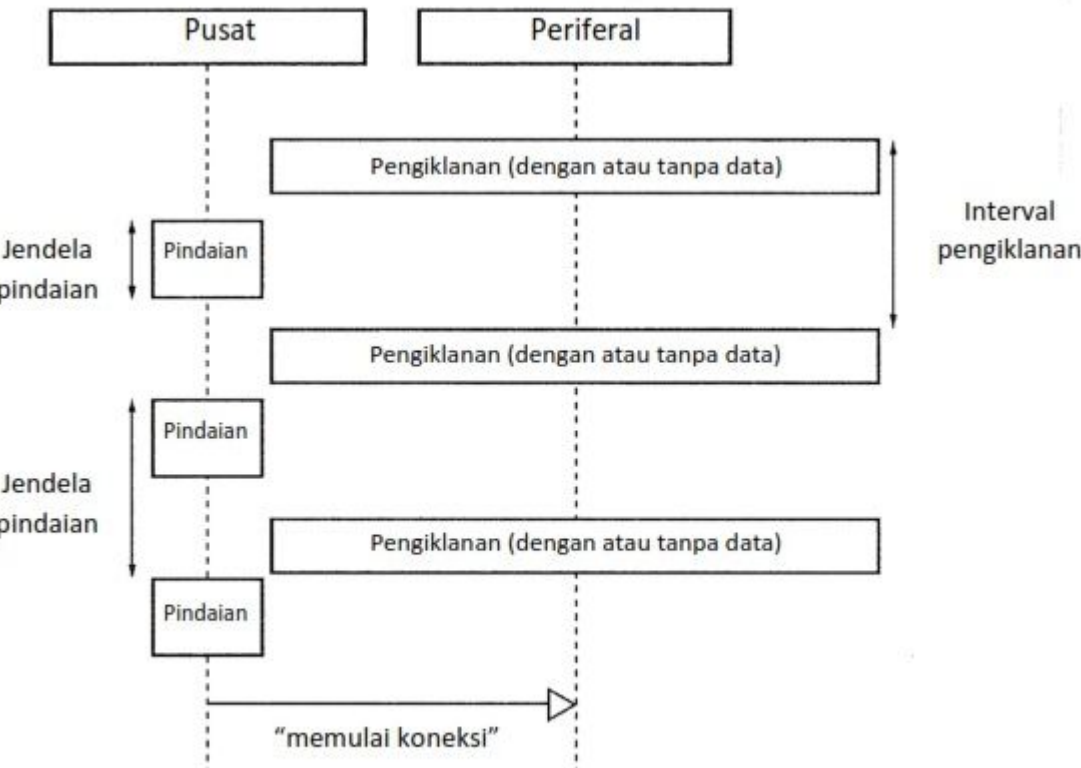 Pusat
Periferal
Pengiklanan (dengan atau tanpa data)
Interval
pengiklanan
Jendela
pindaian
Pindaian
Pengiklanan (dengan atau tanpa data)
Pindaian
Jendela
pindaian
Pengiklanan (dengan atau tanpa data)
Pindaian
“memulai koneksi”